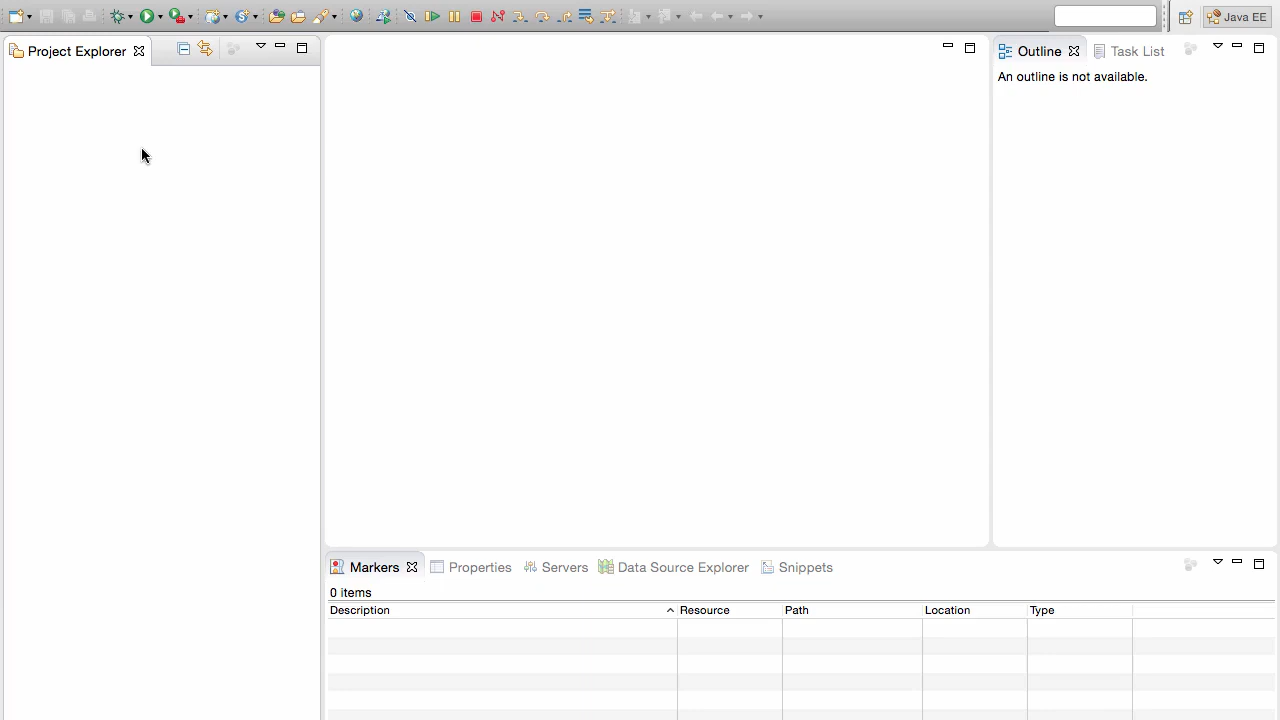 Java EE
Project Explorer
Outline
Task List
An outline is not available.
Markers
Properties
Servers
Data Source Explorer
Snippets
0 items
Description
Resource
Path
Location
Type